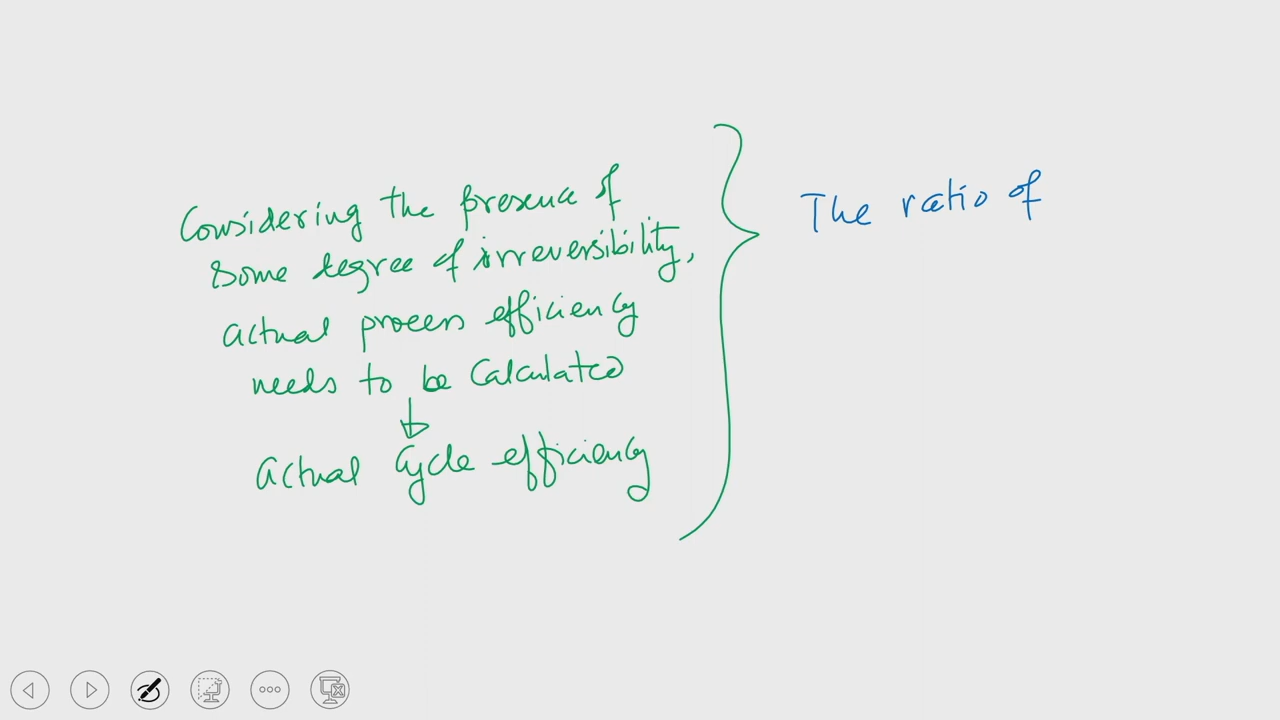 Considering the presence of
some degree of irreversibility,
actual process efficiency
needs to be calculated
actual cycle efficiency
The ratio of